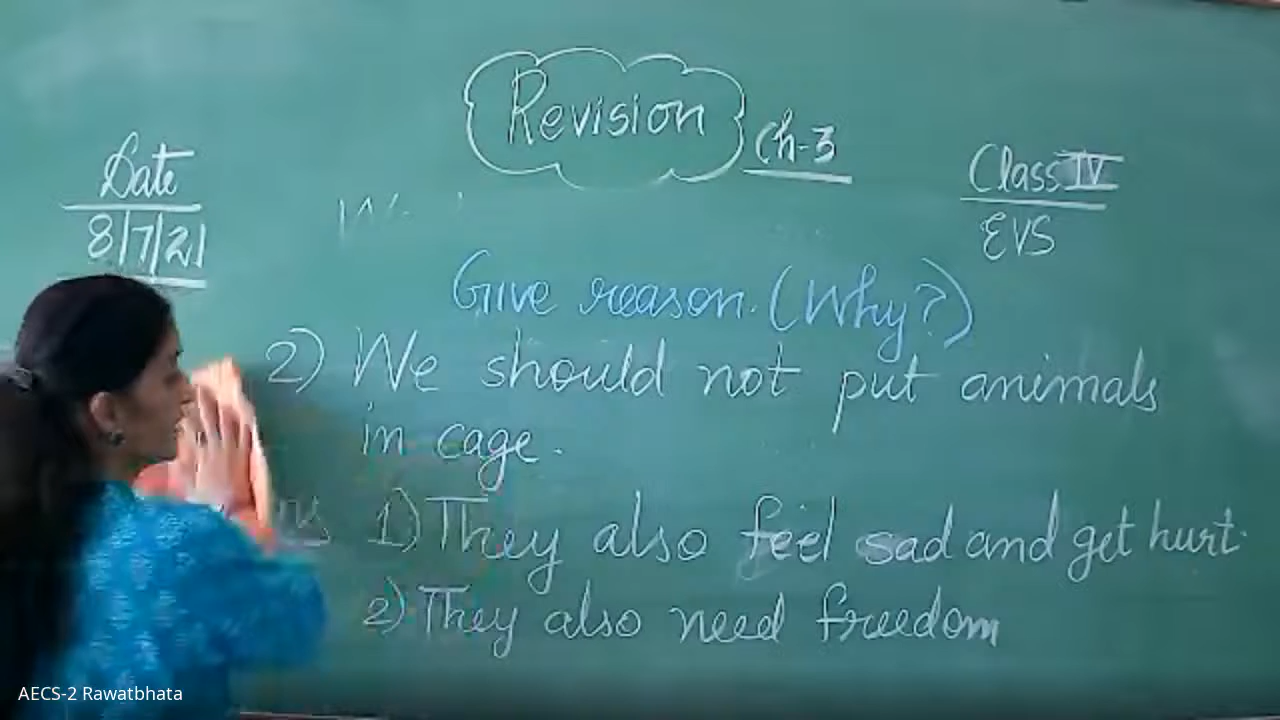 Revision
Ch-3
Date
8/7/21
Class IV
EVS
Give reason. (Why?)
2) We should not put animals
in cage.
1) They also feel sad and get hurt.
2) They also need freedom
AECS-2 Rawatbhata